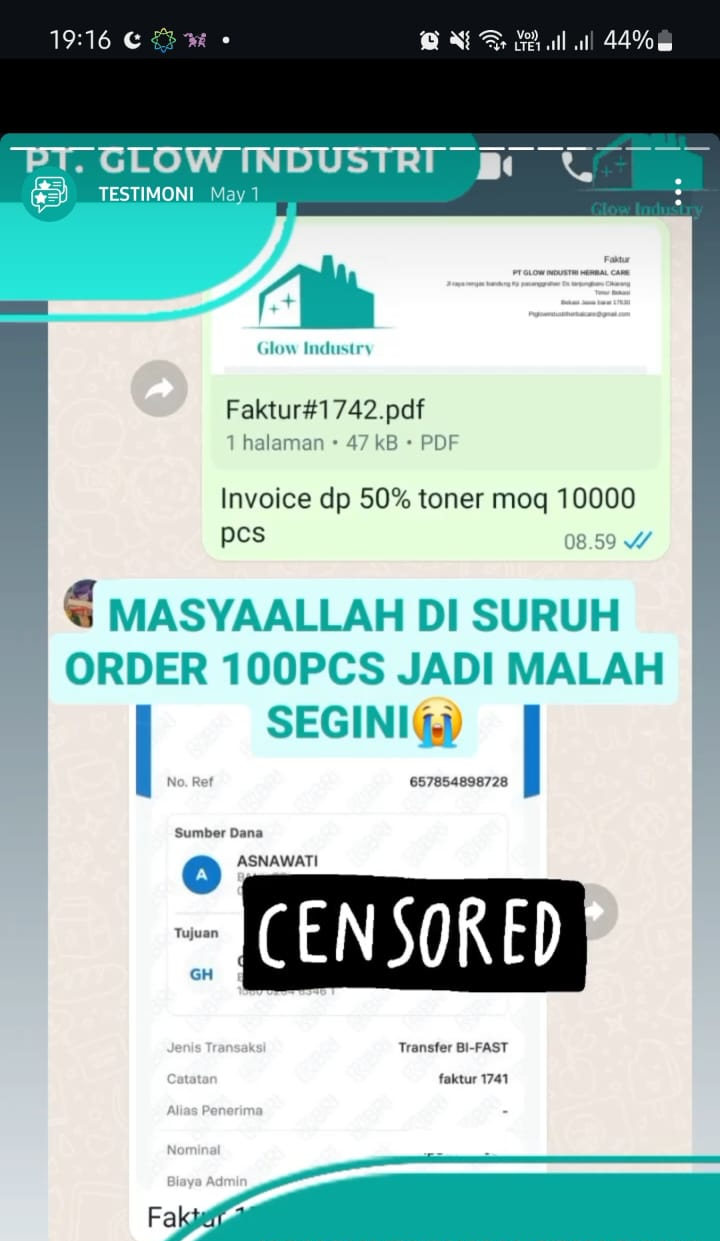 19:16
Vo))
LTE1
44%
PT. GLOW INDUSTRI
TESTIMONI May 1
Glow Industry
Faktur
PT GLOW INDUSTRI HERBAL CARE
Jl raya rengas bandung Kp pasanggrahan Ds tanjungbaru Cikarang
Timur Bekasi
Bekasi Jawa barat 17530
Ptglowindustriherbalcare@gmail.com
Glow Industry
Faktur#1742.pdf
1 halaman • 47 kB • PDF
Invoice dp 50% toner moq 10000
pcs
08.59
MASYAALLAH DI SURUH
ORDER 100PCS JADI MALAH
SEGINI😭
No. Ref 657854898728
Sumber Dana
A ASNAWATI
CENSORED
Tujuan
GH
Jenis Transaksi Transfer BI-FAST
Catatan faktur 1741
Alias Penerima -
Nominal
Biaya Admin
Faktur